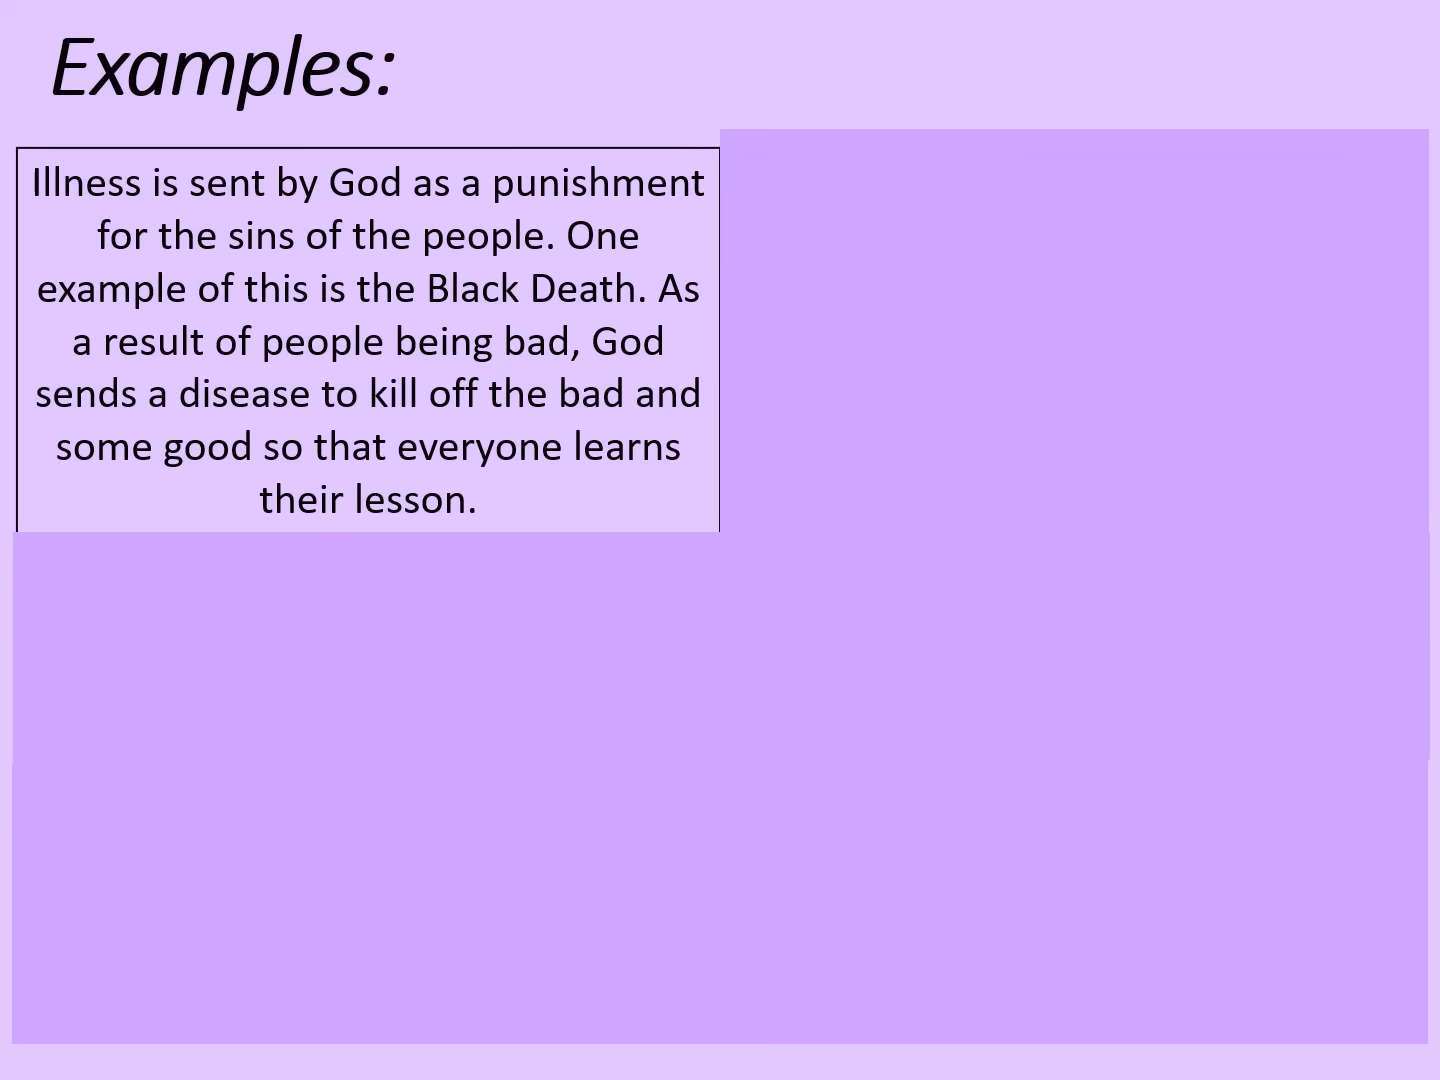 Examples:
Illness is sent by God as a punishment
for the sins of the people. One
example of this is the Black Death. As
a result of people being bad, God
sends a disease to kill off the bad and
some good so that everyone learns
their lesson.